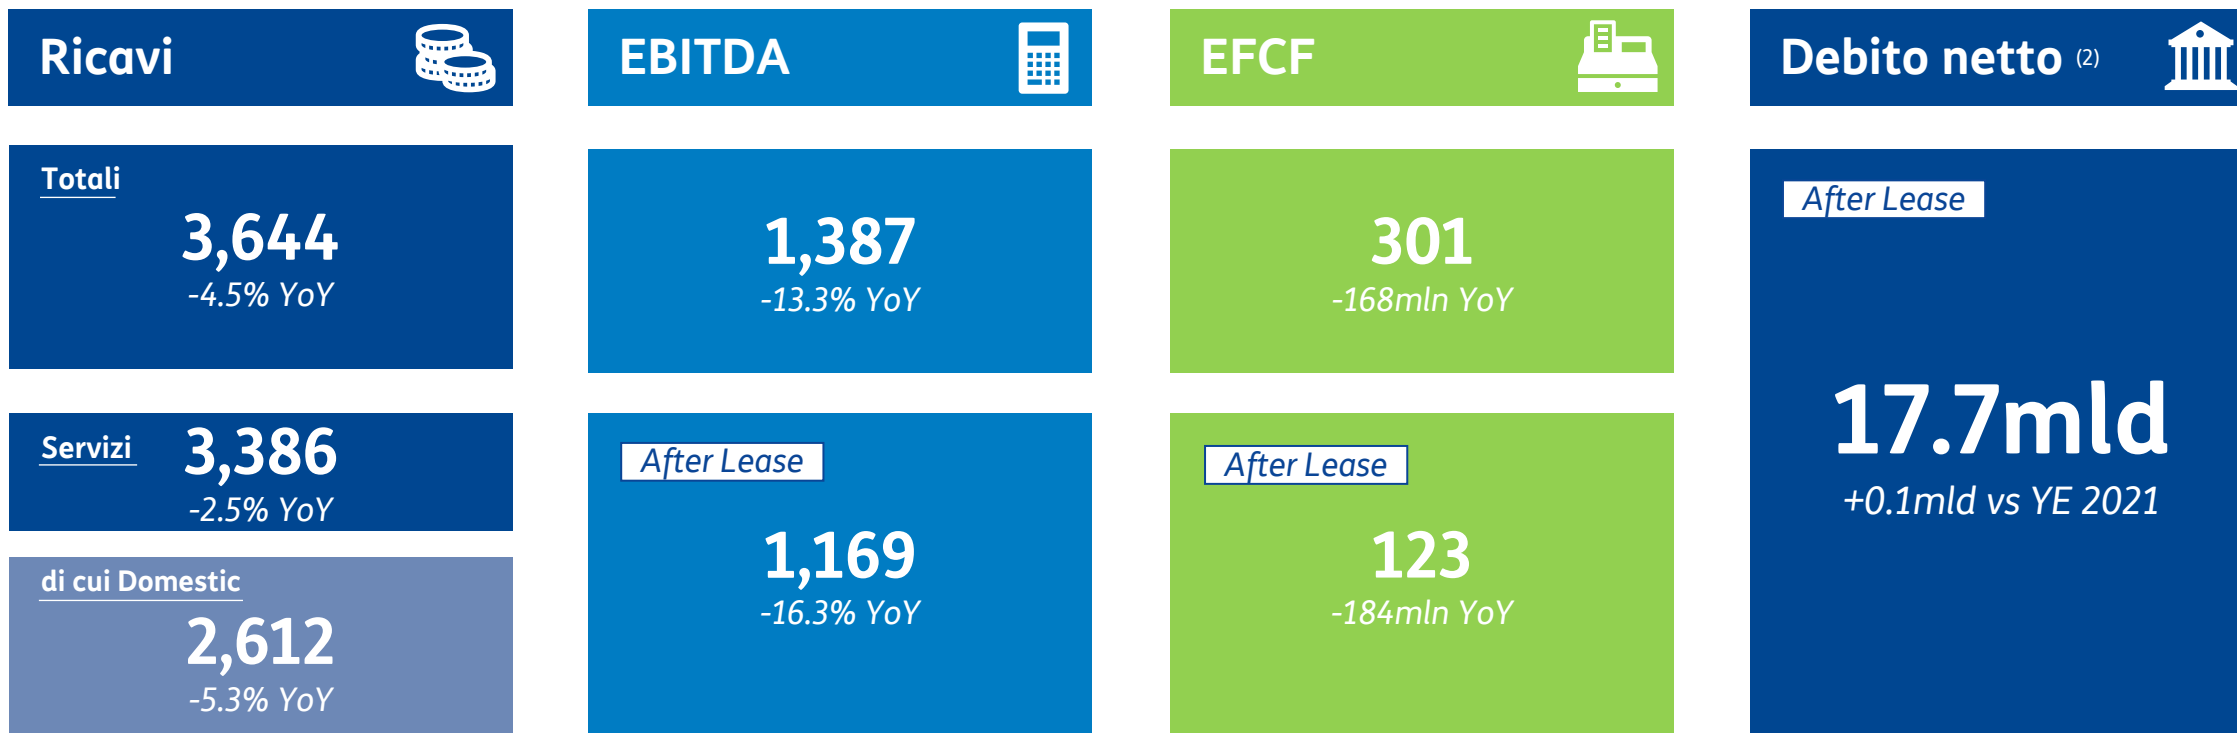 Ricavi
Totali
3,644
-4.5% YoY
Servizi 3,386
-2.5% YoY
di cui Domestic
2,612
-5.3% YoY
EBITDA
1,387
-13.3% YoY
After Lease
1,169
-16.3% YoY
EFCF
301
-168mln YoY
After Lease
123
-184mln YoY
Debito netto (2)
After Lease
17.7mld
+0.1mld vs YE 2021